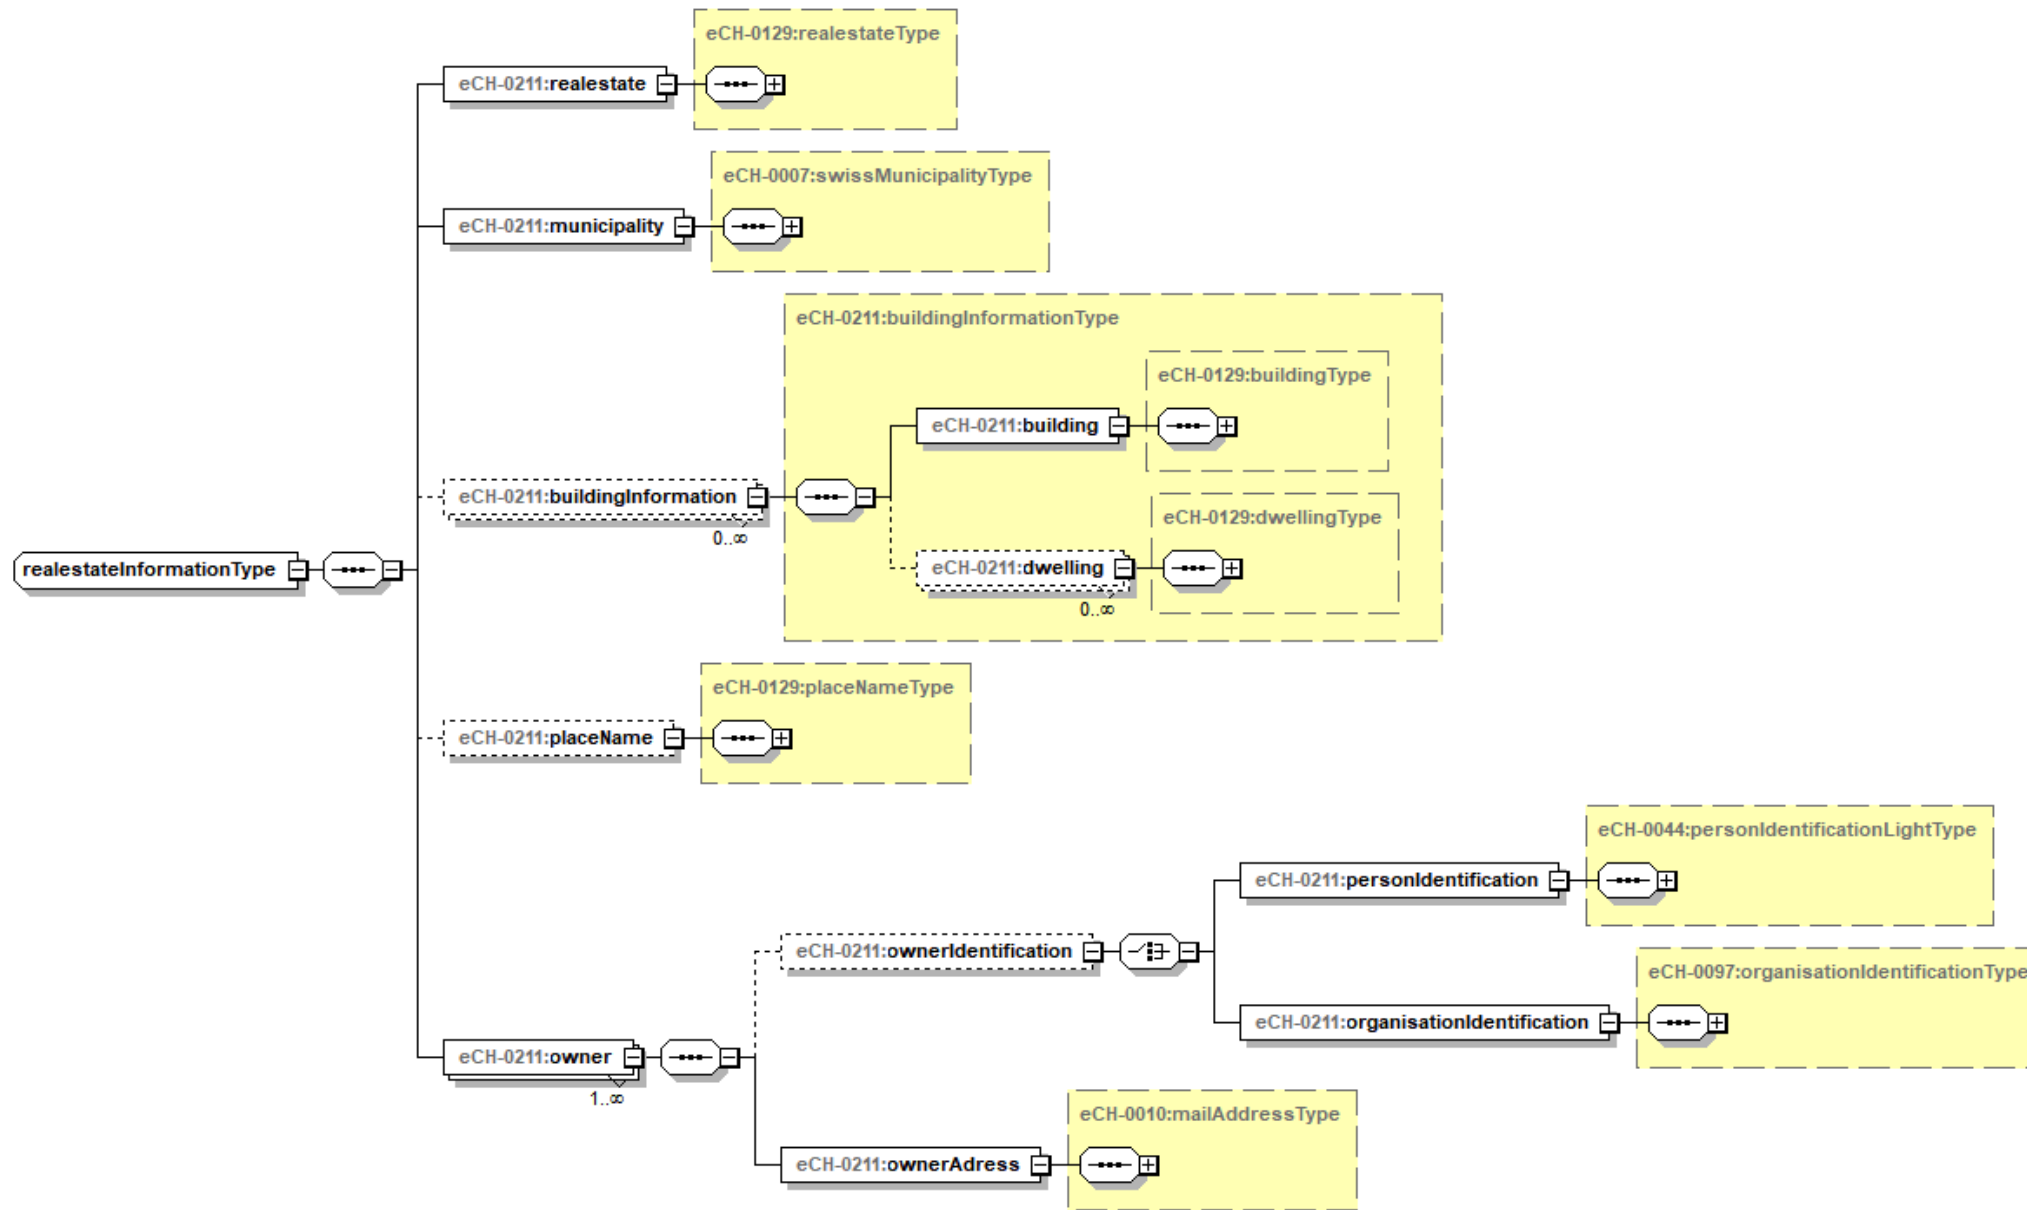 eCH-0129:realestateType
eCH-0211:realestate
eCH-0007:swissMunicipalityType
eCH-0211:municipality
eCH-0211:buildingInformationType
eCH-0129:buildingType
eCH-0211:building
eCH-0211:buildingInformation
0..∞
eCH-0129:dwellingType
eCH-0211:dwelling
0..∞
realestateInformationType
eCH-0129:placeNameType
eCH-0211:placeName
eCH-0044:personIdentificationLightType
eCH-0211:personIdentification
eCH-0211:ownerIdentification
eCH-0097:organisationIdentificationType
eCH-0211:organisationIdentification
eCH-0211:owner
1..∞
eCH-0010:mailAddressType
eCH-0211:ownerAdress